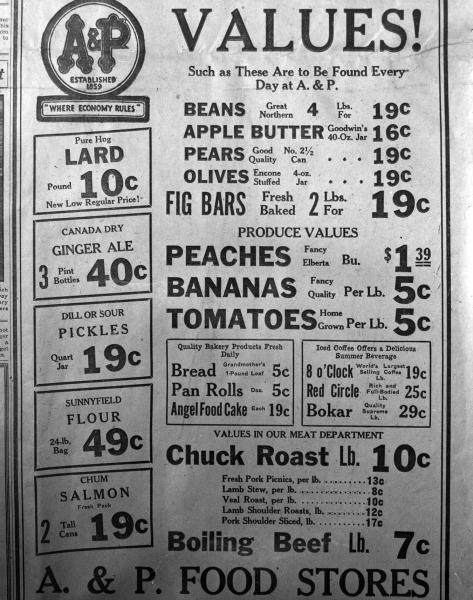 A&P
ESTABLISHED
1859
"WHERE ECONOMY RULES"
VALUES!
Such as These Are to Be Found Every
Day at A. & P.
BEANS Great Northern 4 Lbs. For 19c
APPLE BUTTER Goodwin's 40-Oz. Jar 16c
PEARS Good Quality No. 2½ Can . . . 19c
OLIVES Encone Stuffed 4-oz. Jar . . . 19c
FIG BARS Fresh Baked 2 Lbs. For 19c
Pure Hog
LARD
Pound 10c
New Low Regular Price!
CANADA DRY
GINGER ALE
3 Pint Bottles 40c
DILL OR SOUR
PICKLES
Quart Jar 19c
SUNNYFIELD
FLOUR
24-lb. Bag 49c
CHUM
SALMON
Fresh Pack
2 Tall Cans 19c
PRODUCE VALUES
PEACHES Fancy Elberta Bu. $1.39
BANANAS Fancy Quality Per Lb. 5c
TOMATOES Home Grown Per Lb. 5c
Quality Bakery Products Fresh
Daily
Bread Grandmother's 1-Pound Loaf 5c
Pan Rolls Doz. 5c
Angel Food Cake Each 19c
Iced Coffee Offers a Delicious
Summer Beverage
8 o'Clock World's Largest Selling Coffee Lb. 19c
Red Circle Rich and Full-Bodied Lb. 25c
Bokar Quality Supreme Lb. 29c
VALUES IN OUR MEAT DEPARTMENT
Chuck Roast Lb. 10c
Fresh Pork Picnics, per lb. ..........13c
Lamb Stew, per lb. ..........8c
Veal Roast, per lb. ..........10c
Lamb Shoulder Roasts, lb. ..........12c
Pork Shoulder Sliced, lb. ..........17c
Boiling Beef Lb. 7c
A. & P. FOOD STORES